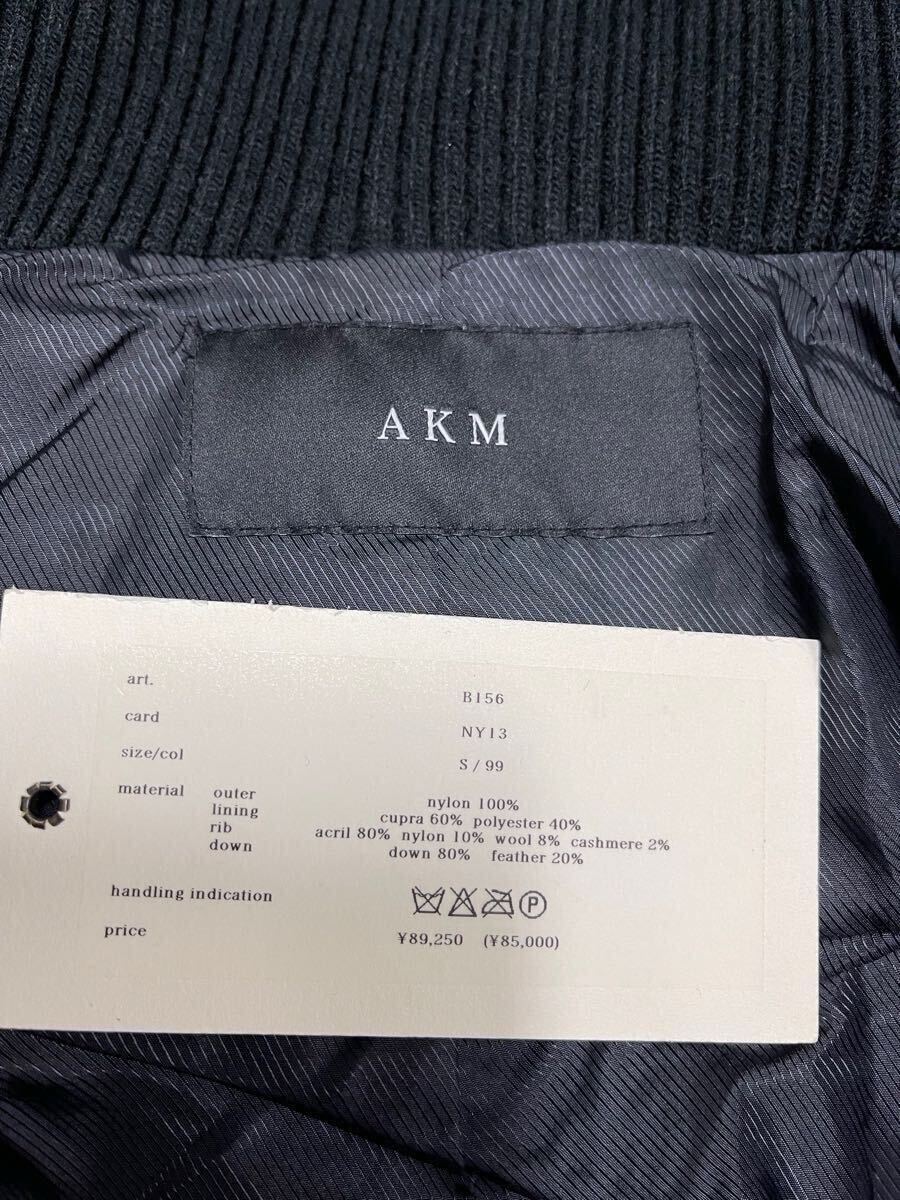 AKM
art. B156
card NY13
size/col S / 99
material outer nylon 100%
lining cupra 60% polyester 40%
rib acril 80% nylon 10% wool 8% cashmere 2%
down down 80% feather 20%
handling indication P
price ¥89,250 (¥85,000)